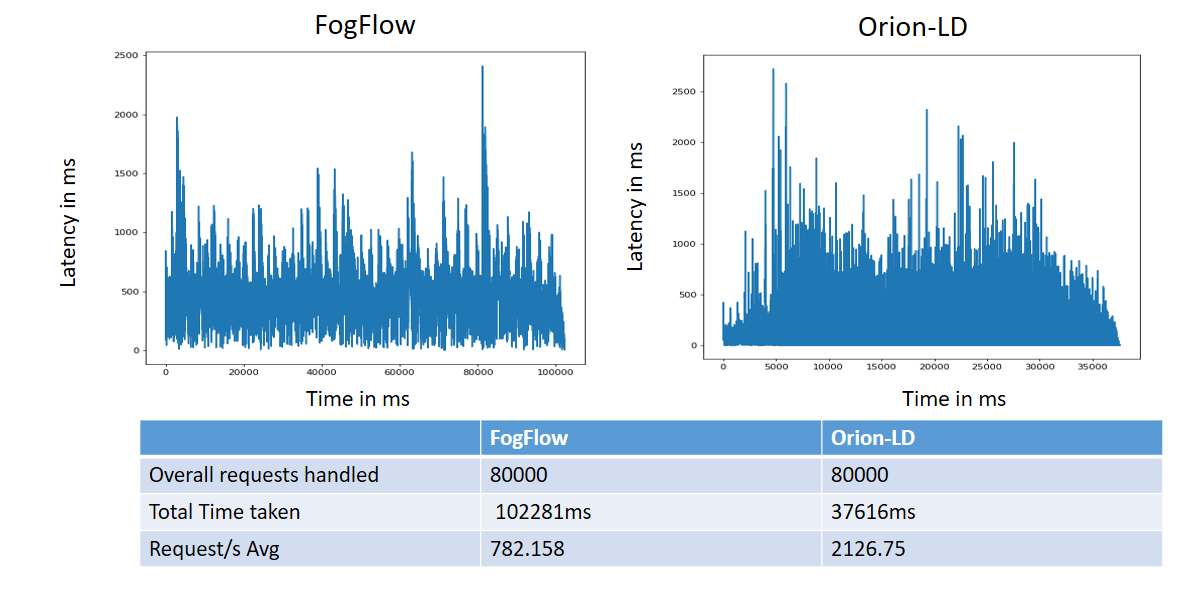 FogFlow
Orion-LD
2500
2000
1500
1000
500
0
Latency in ms
0 20000 40000 60000 80000 100000
Time in ms
2500
2000
1500
1000
500
0
Latency in ms
0 5000 10000 15000 20000 25000 30000 35000
Time in ms
FogFlow Orion-LD
Overall requests handled 80000 80000
Total Time taken 102281ms 37616ms
Request/s Avg 782.158 2126.75